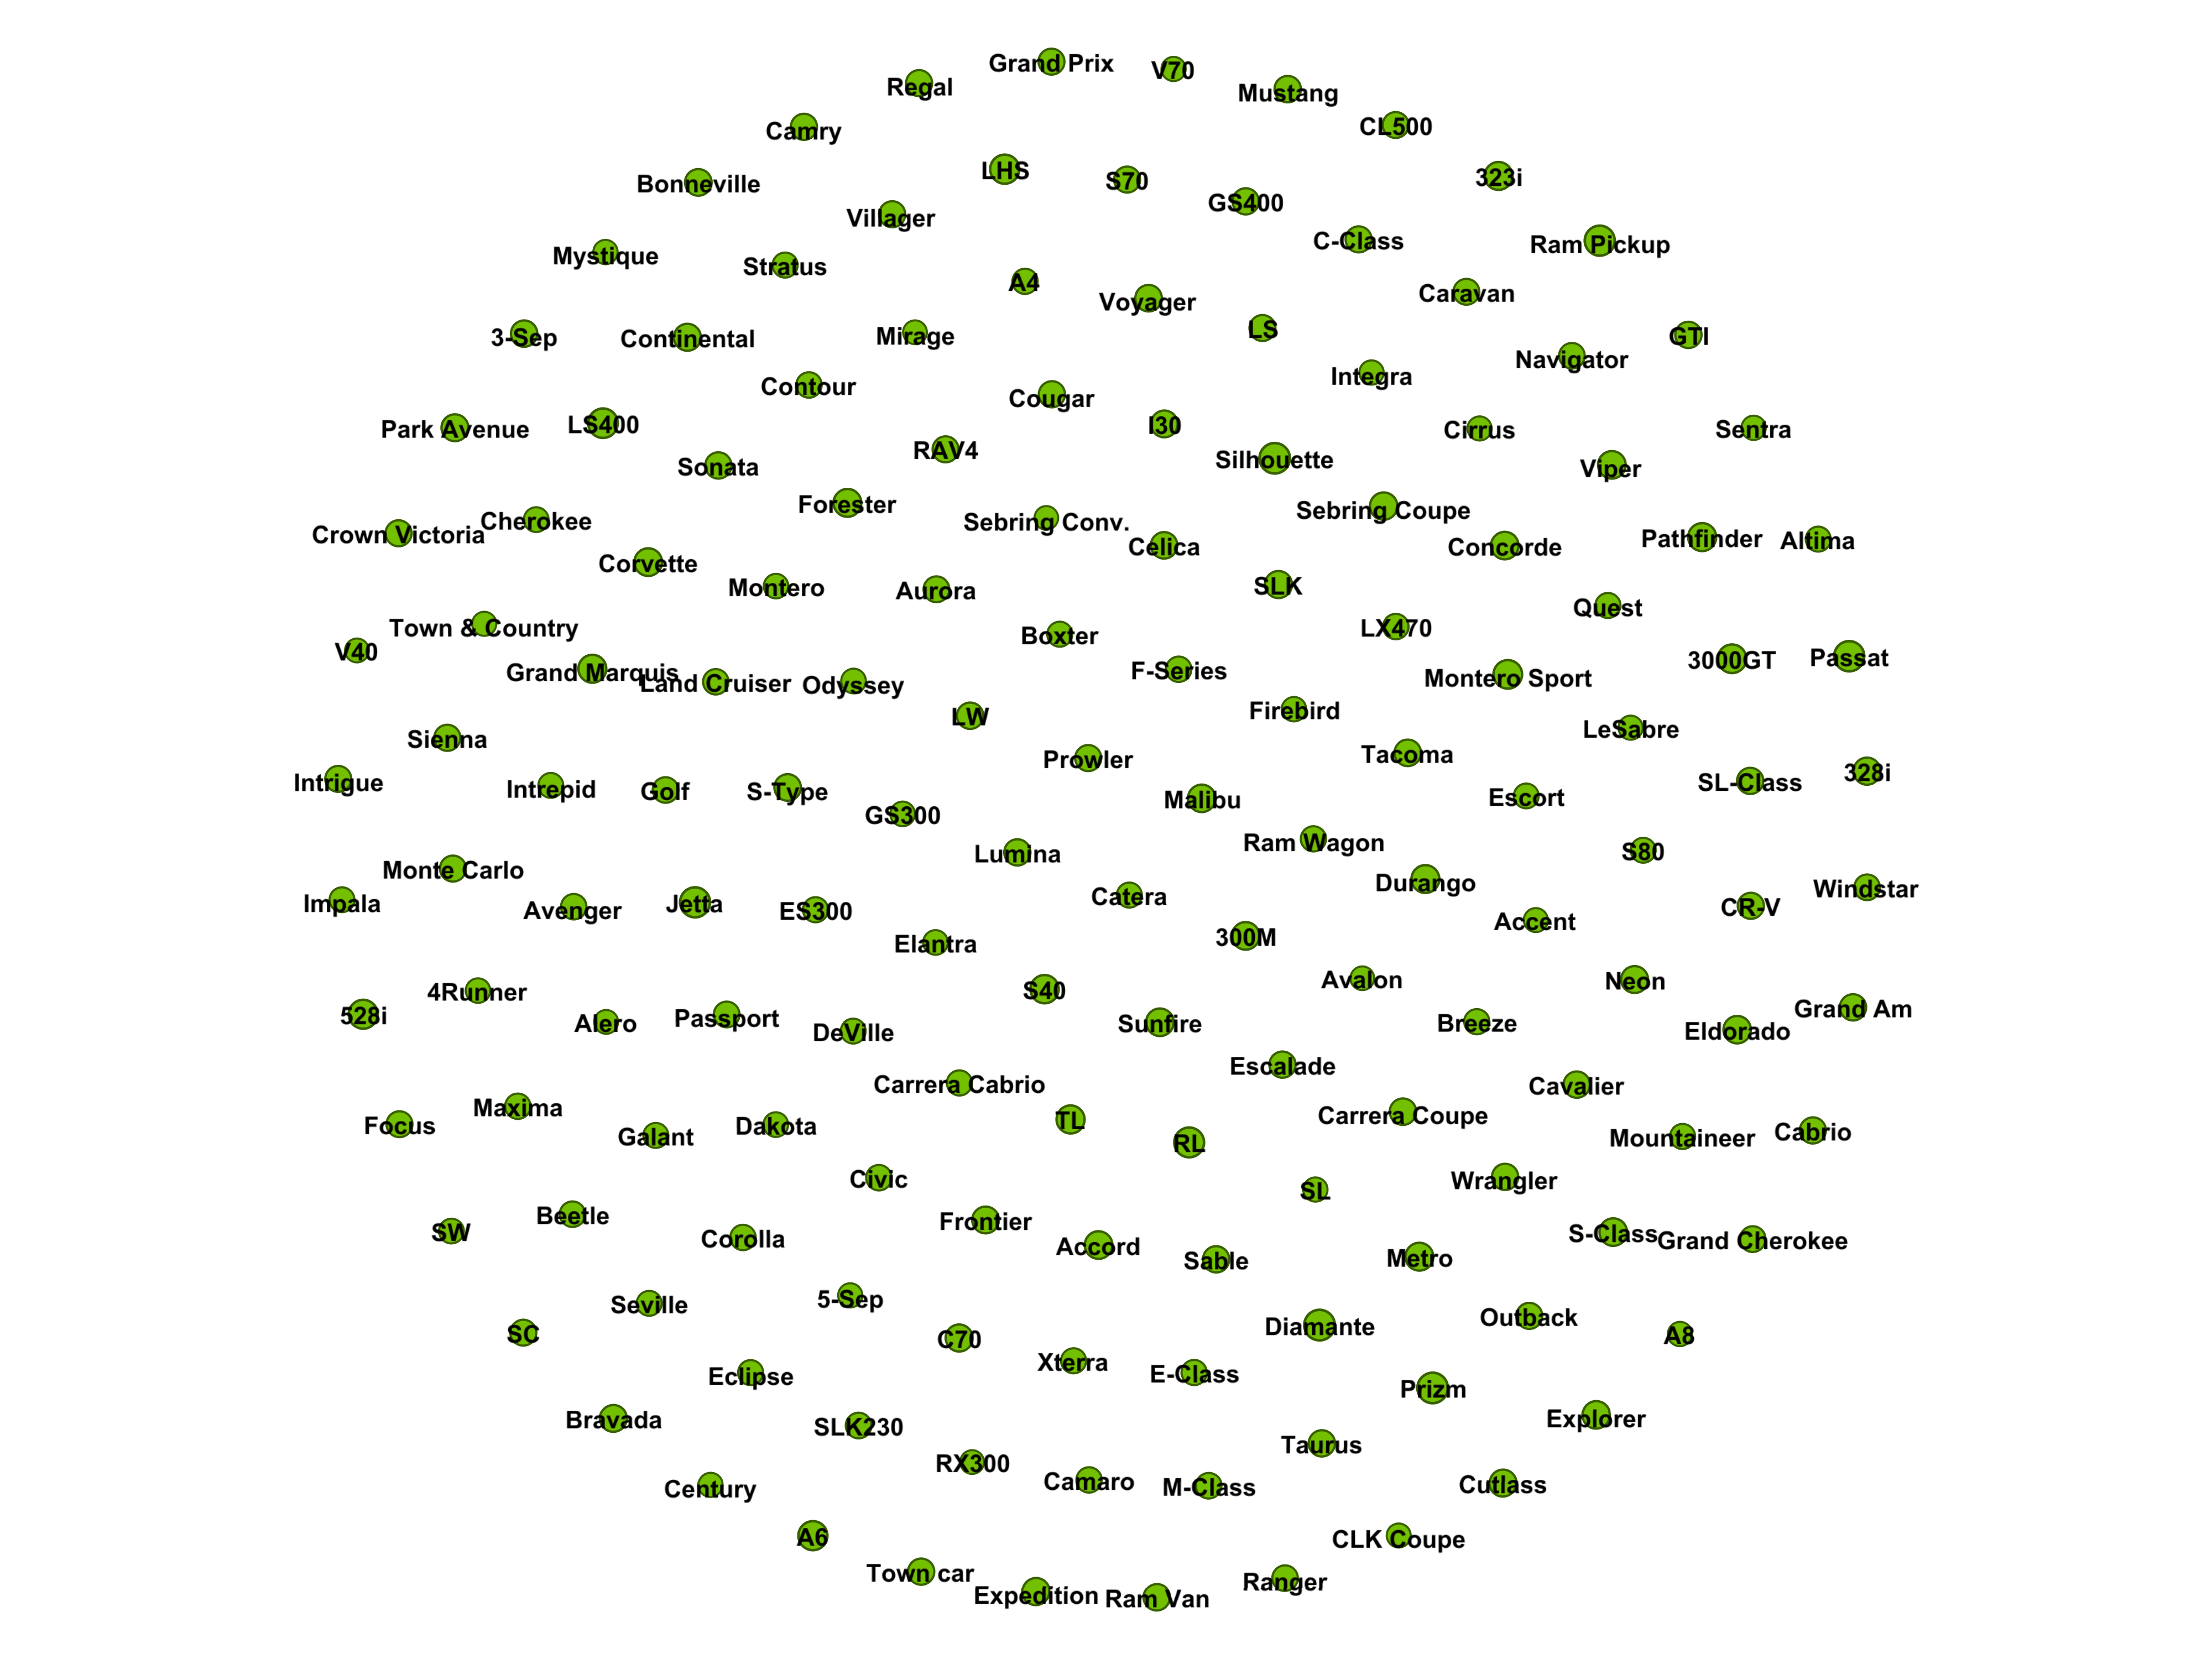 Grand Prix
V70
Regal
Mustang
CL500
Camry
LHS
S70
323i
Bonneville
GS400
Villager
C-Class
Ram Pickup
Mystique
Stratus
A4
Caravan
Voyager
LS
3-Sep
Continental
Mirage
GTI
Navigator
Integra
Contour
Cougar
Park Avenue
LS400
I30
Cirrus
Sentra
RAV4
Silhouette
Sonata
Viper
Forester
Sebring Coupe
Cherokee
Sebring Conv.
Crown Victoria
Celica
Concorde
Pathfinder
Altima
Corvette
Montero
Aurora
SLK
Quest
Town & Country
Boxter
LX470
V40
Grand Marquis
Land Cruiser
Odyssey
F-Series
Montero Sport
3000GT
Passat
LW
Firebird
LeSabre
Sienna
Prowler
Tacoma
Intrigue
Intrepid
Golf
S-Type
Malibu
Escort
SL-Class
328i
GS300
Lumina
Ram Wagon
S80
Monte Carlo
Durango
Windstar
Impala
Avenger
Jetta
ES300
Catera
Accent
CR-V
Elantra
300M
4Runner
S40
Avalon
Neon
528i
Alero
Passport
DeVille
Sunfire
Breeze
Eldorado
Grand Am
Carrera Cabrio
Escalade
Cavalier
Focus
Maxima
Galant
Dakota
TL
RL
Carrera Coupe
Mountaineer
Cabrio
Civic
SL
Wrangler
SW
Beetle
Corolla
Frontier
Accord
Sable
Metro
S-Class
Grand Cherokee
Seville
5-Sep
SC
C70
Diamante
Outback
A8
Eclipse
Xterra
E-Class
Prizm
Bravada
SLK230
Explorer
RX300
Taurus
Century
Camaro
M-Class
Cutlass
A6
CLK Coupe
Town car
Expedition
Ram Van
Ranger